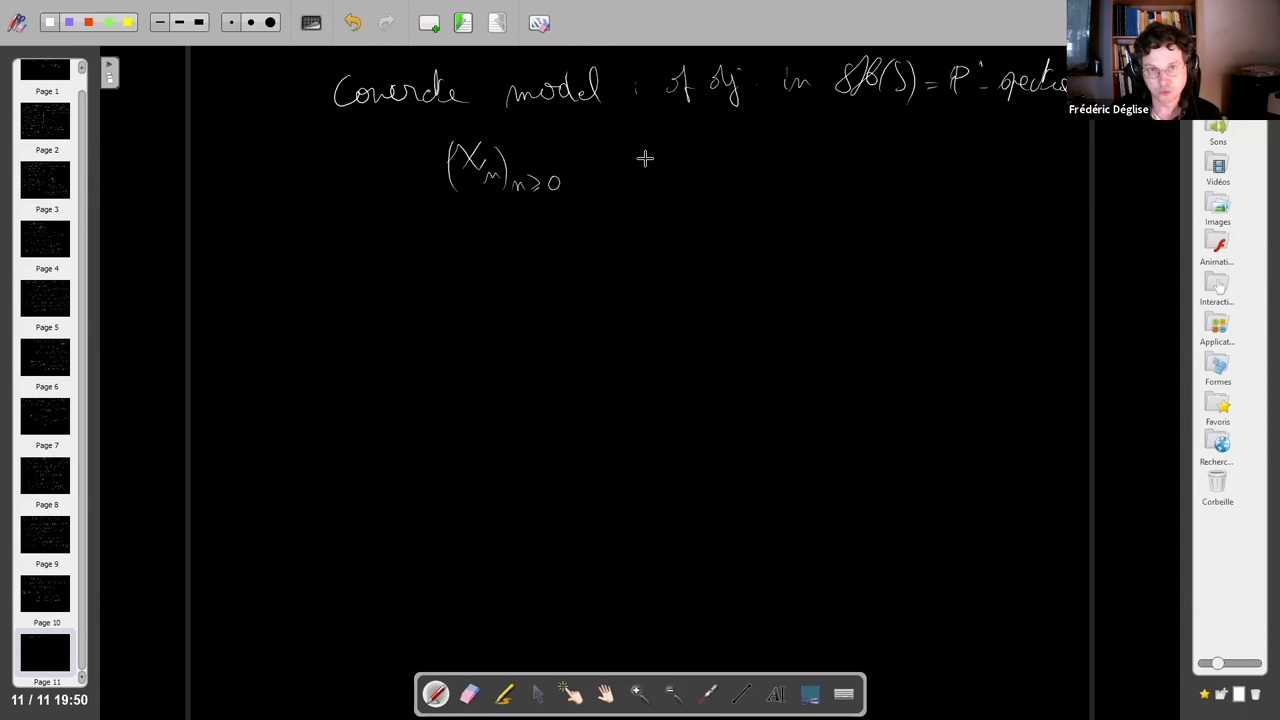 Concrete model : of obj. in SH(S) = P¹-spectra
Frédéric Déglise
(Xₙ)ₙ≥₀
Page 1
Page 2
Page 3
Page 4
Page 5
Page 6
Page 7
Page 8
Page 9
Page 10
Page 11
11 / 11 19:50
Sons
Vidéos
Images
Animati...
Interacti...
Applicat...
Formes
Favoris
Recherc...
Corbeille